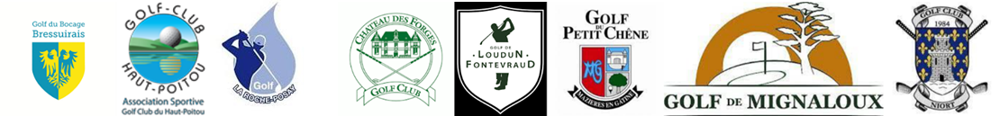 Golf du Bocage
Bressuirais
GOLF-CLUB
HAUT-POITOU
Association Sportive
Golf Club du Haut-Poitou
Golf
LA ROCHE-POSAY
CHATEAU DES FORGES
GOLF CLUB
GOLF DE
·LOUDUN·
FONTEVRAUD
GOLF
DU
PETIT CHÊNE
MG
MAZIERES EN GATINE
GOLF DE MIGNALOUX
GOLF CLUB
1984
NIORT